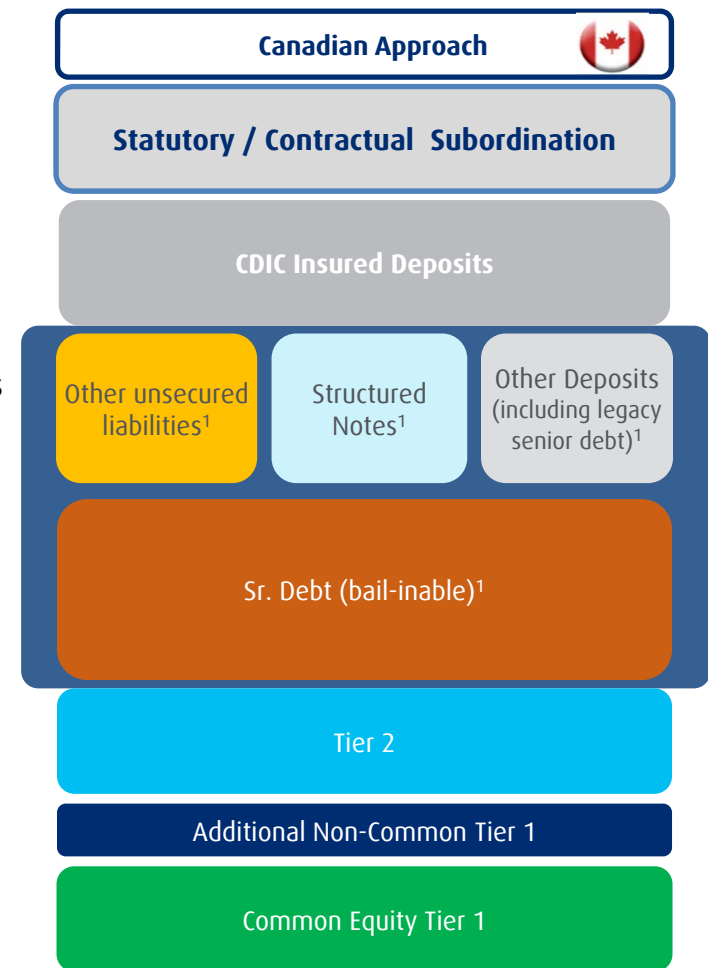 Canadian Approach
Statutory / Contractual Subordination
CDIC Insured Deposits
s
Other unsecured
liabilities¹
Structured
Notes¹
Other Deposits
(including legacy
senior debt)¹
Sr. Debt (bail-inable)¹
Tier 2
Additional Non-Common Tier 1
Common Equity Tier 1